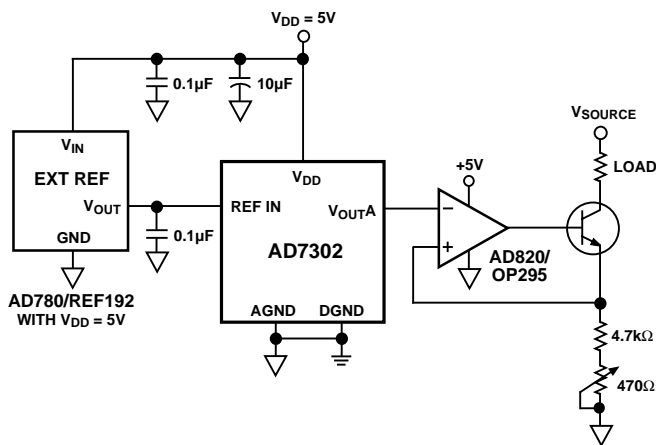 V_DD = 5V
0.1µF
10µF
V_SOURCE
LOAD
V_IN
EXT REF
V_OUT
GND
AD780/REF192
WITH V_DD = 5V
0.1µF
V_DD
REF IN
V_OUTA
AD7302
AGND
DGND
+5V
−
+
AD820/
OP295
4.7kΩ
470Ω